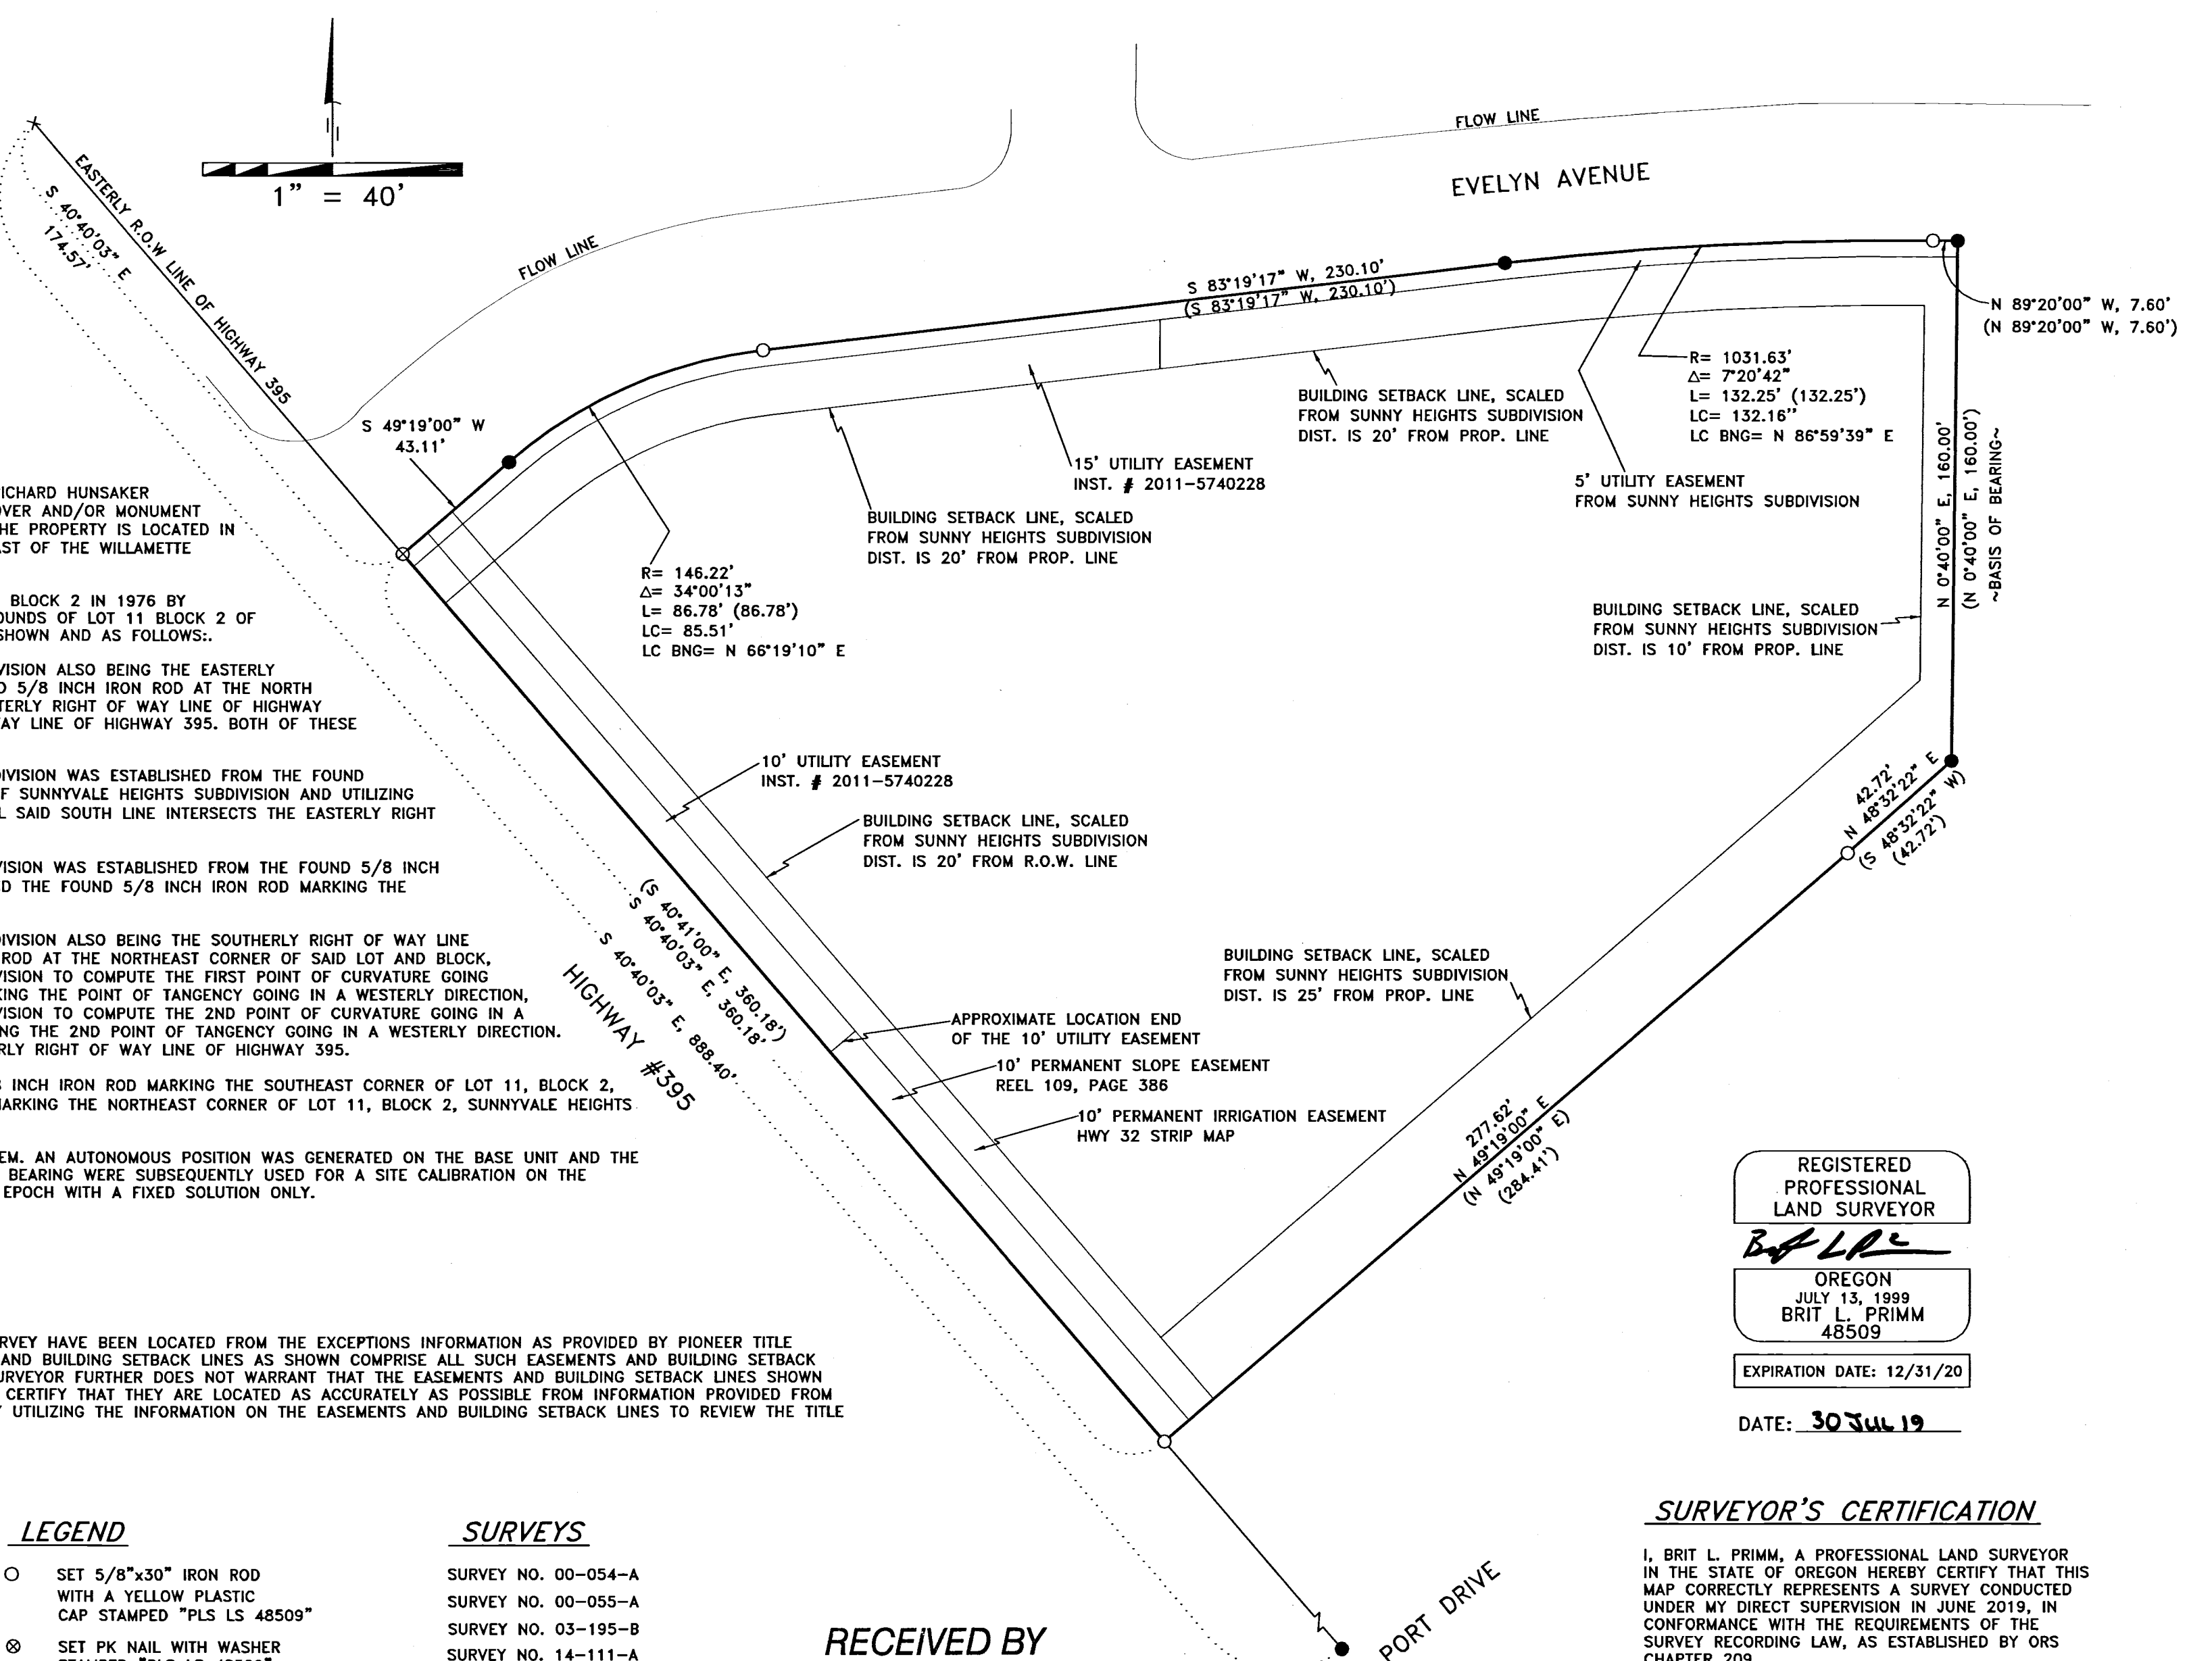 1" = 40'
FLOW LINE
EVELYN AVENUE
EASTERLY R.O.W LINE OF HIGHWAY 395
S 40°40'03" E
174.57'
FLOW LINE
S 83°19'17" W, 230.10'
(S 83°19'17" W, 230.10')
N 89°20'00" W, 7.60'
(N 89°20'00" W, 7.60')
R= 1031.63'
Δ= 7°20'42"
L= 132.25' (132.25')
LC= 132.16"
LC BNG= N 86°59'39" E
BUILDING SETBACK LINE, SCALED
FROM SUNNY HEIGHTS SUBDIVISION
DIST. IS 20' FROM PROP. LINE
S 49°19'00" W
43.11'
15' UTILITY EASEMENT
INST. # 2011-5740228
5' UTILITY EASEMENT
FROM SUNNY HEIGHTS SUBDIVISION
N 0°40'00" E, 160.00'
(N 0°40'00" E, 160.00')
~BASIS OF BEARING~
BUILDING SETBACK LINE, SCALED
FROM SUNNY HEIGHTS SUBDIVISION
DIST. IS 20' FROM PROP. LINE
R= 146.22'
Δ= 34°00'13"
L= 86.78' (86.78')
LC= 85.51'
LC BNG= N 66°19'10" E
BUILDING SETBACK LINE, SCALED
FROM SUNNY HEIGHTS SUBDIVISION
DIST. IS 10' FROM PROP. LINE
ICHARD HUNSAKER
OVER AND/OR MONUMENT
HE PROPERTY IS LOCATED IN
AST OF THE WILLAMETTE
BLOCK 2 IN 1976 BY
OUNDS OF LOT 11 BLOCK 2 OF
SHOWN AND AS FOLLOWS:.
VISION ALSO BEING THE EASTERLY
D 5/8 INCH IRON ROD AT THE NORTH
TERLY RIGHT OF WAY LINE OF HIGHWAY
AY LINE OF HIGHWAY 395. BOTH OF THESE
DIVISION WAS ESTABLISHED FROM THE FOUND
F SUNNYVALE HEIGHTS SUBDIVISION AND UTILIZING
L SAID SOUTH LINE INTERSECTS THE EASTERLY RIGHT
VISION WAS ESTABLISHED FROM THE FOUND 5/8 INCH
D THE FOUND 5/8 INCH IRON ROD MARKING THE
DIVISION ALSO BEING THE SOUTHERLY RIGHT OF WAY LINE
ROD AT THE NORTHEAST CORNER OF SAID LOT AND BLOCK,
VISION TO COMPUTE THE FIRST POINT OF CURVATURE GOING
KING THE POINT OF TANGENCY GOING IN A WESTERLY DIRECTION,
VISION TO COMPUTE THE 2ND POINT OF CURVATURE GOING IN A
NG THE 2ND POINT OF TANGENCY GOING IN A WESTERLY DIRECTION.
RLY RIGHT OF WAY LINE OF HIGHWAY 395.
INCH IRON ROD MARKING THE SOUTHEAST CORNER OF LOT 11, BLOCK 2,
MARKING THE NORTHEAST CORNER OF LOT 11, BLOCK 2, SUNNYVALE HEIGHTS
EM. AN AUTONOMOUS POSITION WAS GENERATED ON THE BASE UNIT AND THE
BEARING WERE SUBSEQUENTLY USED FOR A SITE CALIBRATION ON THE
EPOCH WITH A FIXED SOLUTION ONLY.
10' UTILITY EASEMENT
INST. # 2011-5740228
BUILDING SETBACK LINE, SCALED
FROM SUNNY HEIGHTS SUBDIVISION
DIST. IS 20' FROM R.O.W. LINE
42.72'
N 48°32'22" E
(S 48°32'22" W)
(42.72')
(S 40°41'00" E, 360.18')
S 40°40'03" E, 360.18'
S 40°40'03" E, 888.40'
HIGHWAY #395
BUILDING SETBACK LINE, SCALED
FROM SUNNY HEIGHTS SUBDIVISION
DIST. IS 25' FROM PROP. LINE
APPROXIMATE LOCATION END
OF THE 10' UTILITY EASEMENT
10' PERMANENT SLOPE EASEMENT
REEL 109, PAGE 386
10' PERMANENT IRRIGATION EASEMENT
HWY 32 STRIP MAP
277.62'
N 49°19'00" E
(N 49°19'00" E)
(284.41')
REGISTERED
PROFESSIONAL
LAND SURVEYOR
OREGON
JULY 13, 1999
BRIT L. PRIMM
48509
EXPIRATION DATE: 12/31/20
DATE: 30 JUL 19
RVEY HAVE BEEN LOCATED FROM THE EXCEPTIONS INFORMATION AS PROVIDED BY PIONEER TITLE
AND BUILDING SETBACK LINES AS SHOWN COMPRISE ALL SUCH EASEMENTS AND BUILDING SETBACK
URVEYOR FURTHER DOES NOT WARRANT THAT THE EASEMENTS AND BUILDING SETBACK LINES SHOWN
CERTIFY THAT THEY ARE LOCATED AS ACCURATELY AS POSSIBLE FROM INFORMATION PROVIDED FROM
UTILIZING THE INFORMATION ON THE EASEMENTS AND BUILDING SETBACK LINES TO REVIEW THE TITLE
LEGEND
SET 5/8"x30" IRON ROD
WITH A YELLOW PLASTIC
CAP STAMPED "PLS LS 48509"
SET PK NAIL WITH WASHER
SURVEYS
SURVEY NO. 00-054-A
SURVEY NO. 00-055-A
SURVEY NO. 03-195-B
SURVEY NO. 14-111-A
RECEIVED BY
PORT DRIVE
SURVEYOR'S CERTIFICATION
I, BRIT L. PRIMM, A PROFESSIONAL LAND SURVEYOR
IN THE STATE OF OREGON HEREBY CERTIFY THAT THIS
MAP CORRECTLY REPRESENTS A SURVEY CONDUCTED
UNDER MY DIRECT SUPERVISION IN JUNE 2019, IN
CONFORMANCE WITH THE REQUIREMENTS OF THE
SURVEY RECORDING LAW, AS ESTABLISHED BY ORS
CHAPTER 209